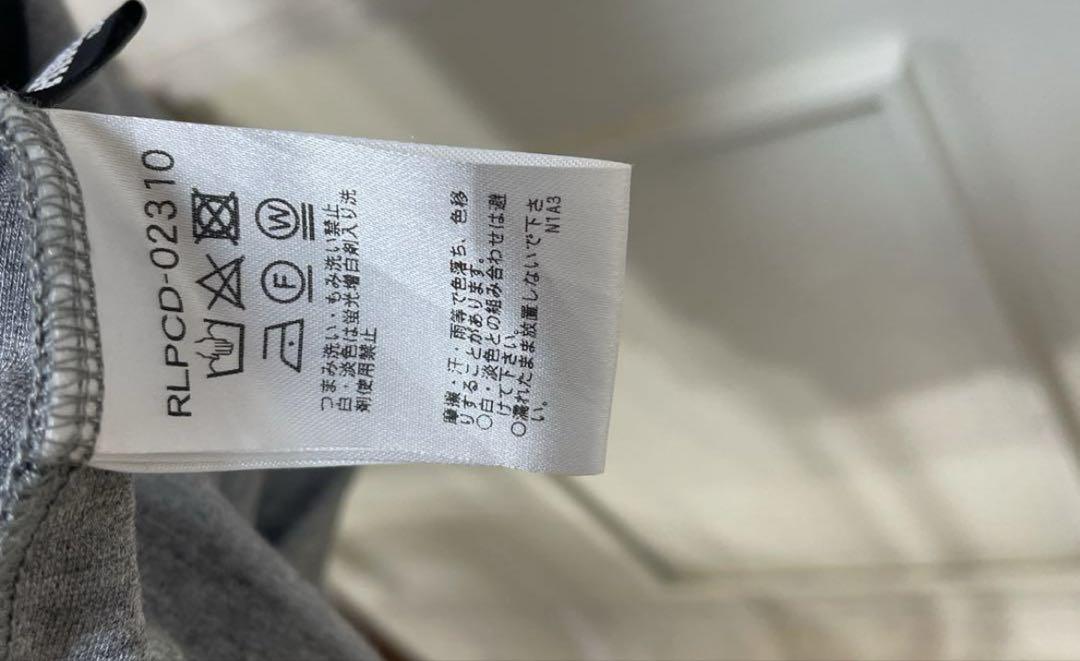 RLPCD-02310
F W
つまみ洗い・もみ洗い禁止。
白・淡色は蛍光増白剤入り洗
剤使用禁止
摩擦・汗・雨等で色落ち、色移
りすることがあります。
○白・淡色との組み合わせは避
けて下さい。
○濡れたまま放置しないで下さ
い。
N1A3